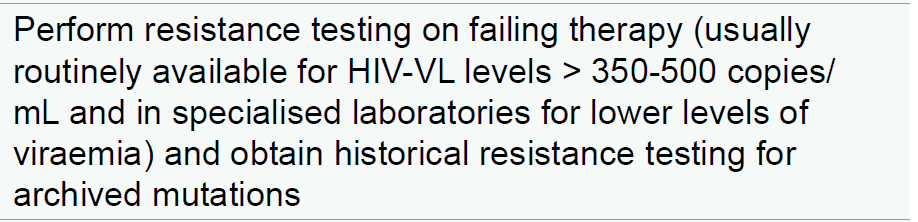 Perform resistance testing on failing therapy (usually
routinely available for HIV-VL levels > 350-500 copies/
mL and in specialised laboratories for lower levels of
viraemia) and obtain historical resistance testing for
archived mutations